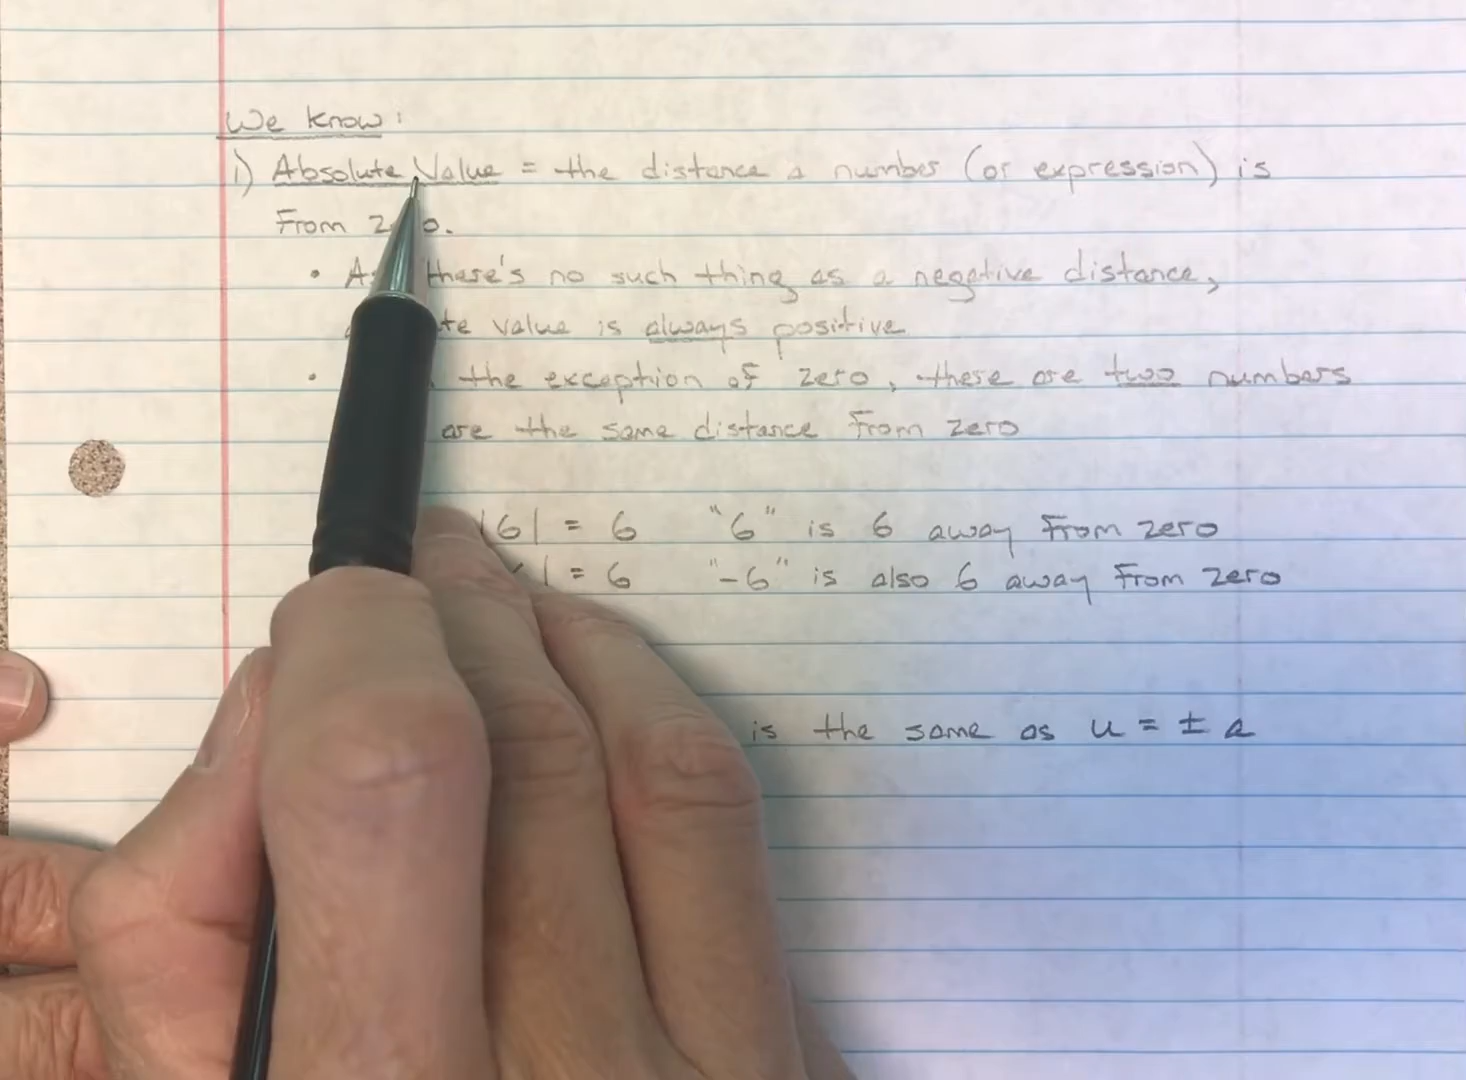 We know:
1) Absolute Value = the distance a number (or expression) is
from
• there's no such thing as a negative distance,
value is always positive
• the exception of zero, there are two numbers
are the same distance from zero
|6| = 6 "6" is 6 away from zero
| = 6 "-6" is also 6 away from zero
is the same as u = ± a